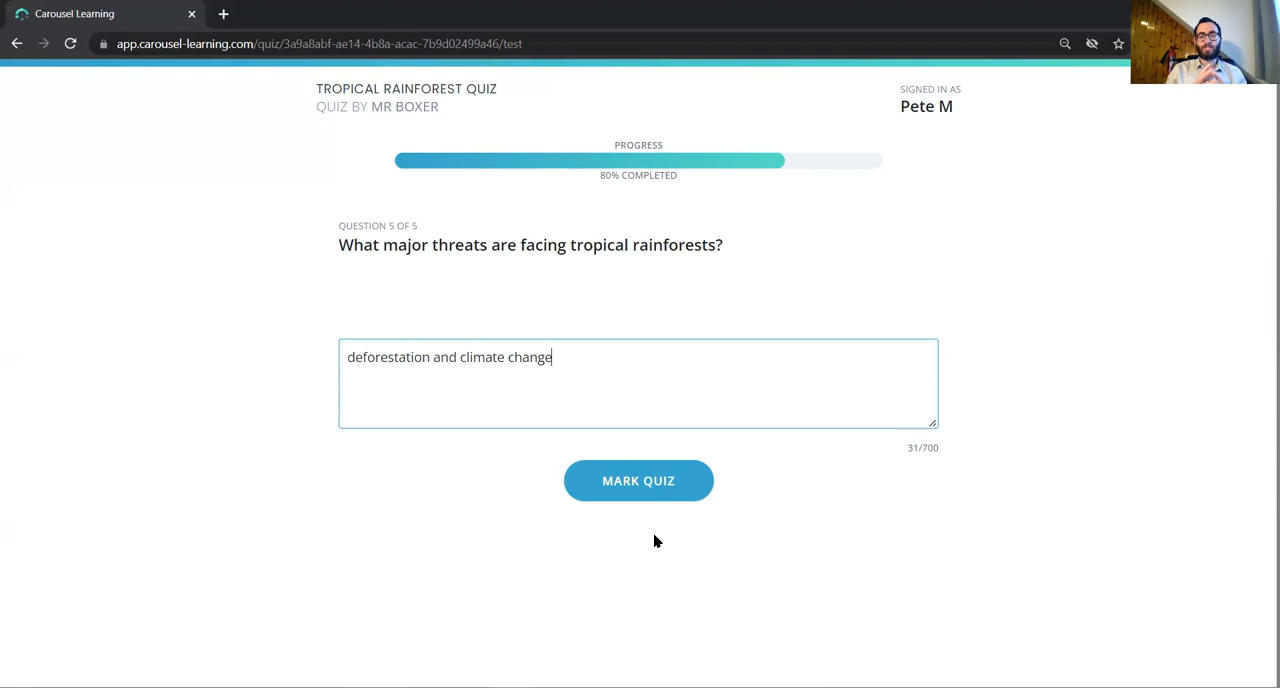 Carousel Learning
app.carousel-learning.com/quiz/3a9a8abf-ae14-4b8a-acac-7b9d02499a46/test
TROPICAL RAINFOREST QUIZ
QUIZ BY MR BOXER
SIGNED IN AS
Pete M
PROGRESS
80% COMPLETED
QUESTION 5 OF 5
What major threats are facing tropical rainforests?
deforestation and climate change
31/700
MARK QUIZ